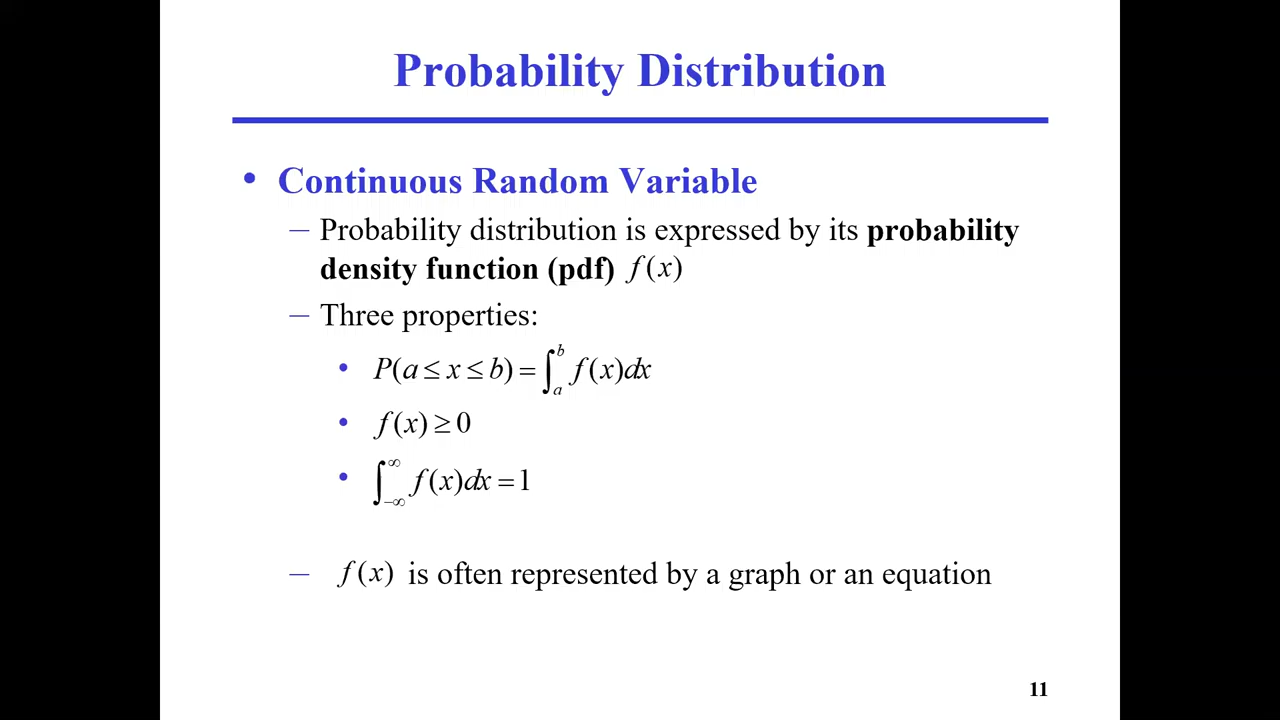 Probability Distribution
• Continuous Random Variable
– Probability distribution is expressed by its probability
density function (pdf) f(x)
– Three properties:
• P(a ≤ x ≤ b) = ∫_a^b f(x)dx
• f(x) ≥ 0
• ∫_{-∞}^{∞} f(x)dx = 1
– f(x) is often represented by a graph or an equation
11